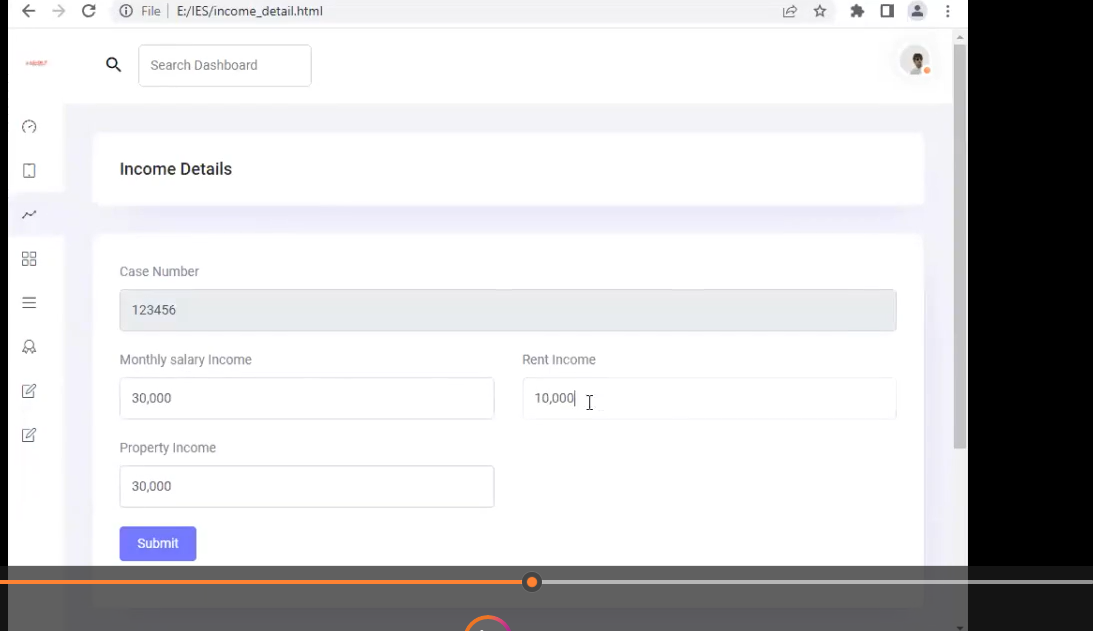 File | E:/IES/income_detail.html
Search Dashboard
Income Details
Case Number
123456
Monthly salary Income Rent Income
30,000 10,000
Property Income
30,000
Submit